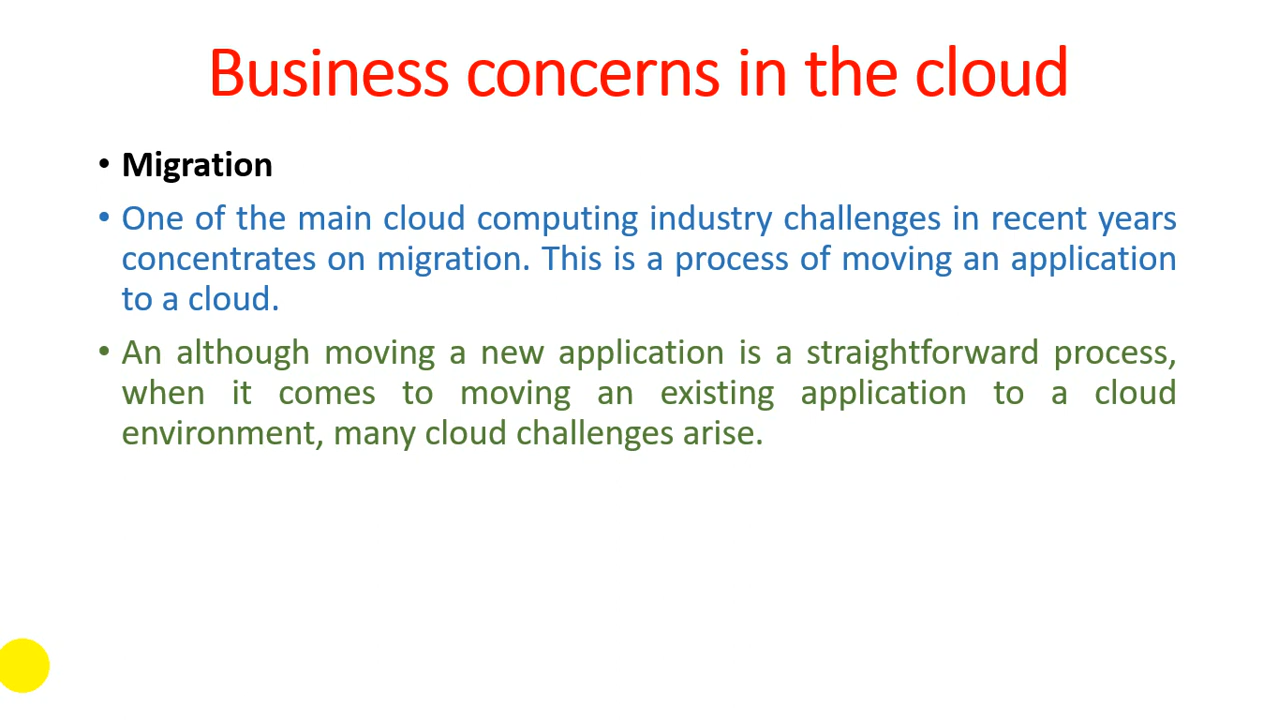 Business concerns in the cloud
• Migration
• One of the main cloud computing industry challenges in recent years
concentrates on migration. This is a process of moving an application
to a cloud.
• An although moving a new application is a straightforward process,
when it comes to moving an existing application to a cloud
environment, many cloud challenges arise.